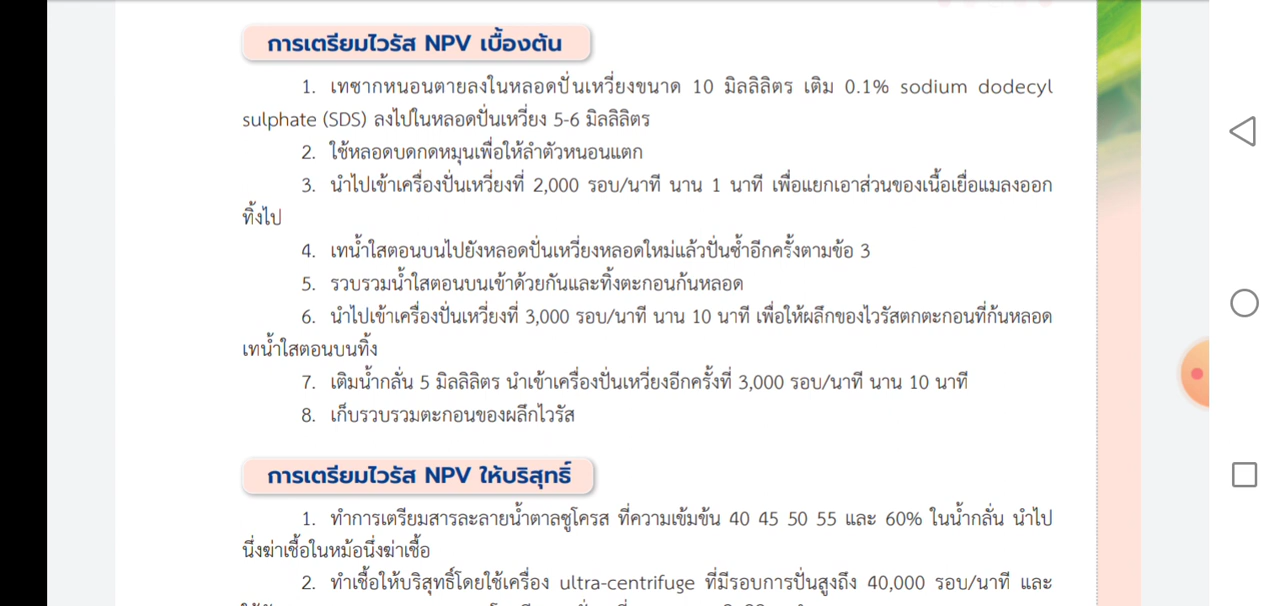 การเตรียมไวรัส NPV เบื้องต้น
1. เทซากหนอนตายลงในหลอดปั่นเหวี่ยงขนาด 10 มิลลิลิตร เติม 0.1% sodium dodecyl
sulphate (SDS) ลงไปในหลอดปั่นเหวี่ยง 5-6 มิลลิลิตร
2. ใช้หลอดบดกดหมุนเพื่อให้ลำตัวหนอนแตก
3. นำไปเข้าเครื่องปั่นเหวี่ยงที่ 2,000 รอบ/นาที นาน 1 นาที เพื่อแยกเอาส่วนของเนื้อเยื่อแมลงออก
ทิ้งไป
4. เทน้ำใสตอนบนไปยังหลอดปั่นเหวี่ยงหลอดใหม่แล้วปั่นซ้ำอีกครั้งตามข้อ 3
5. รวบรวมน้ำใสตอนบนเข้าด้วยกันและทิ้งตะกอนก้นหลอด
6. นำไปเข้าเครื่องปั่นเหวี่ยงที่ 3,000 รอบ/นาที นาน 10 นาที เพื่อให้ผลึกของไวรัสตกตะกอนที่ก้นหลอด
เทน้ำใสตอนบนทิ้ง
7. เติมน้ำกลั่น 5 มิลลิลิตร นำเข้าเครื่องปั่นเหวี่ยงอีกครั้งที่ 3,000 รอบ/นาที นาน 10 นาที
8. เก็บรวบรวมตะกอนของผลึกไวรัส
การเตรียมไวรัส NPV ให้บริสุทธิ์
1. ทำการเตรียมสารละลายน้ำตาลซูโครส ที่ความเข้มข้น 40 45 50 55 และ 60% ในน้ำกลั่น นำไป
นึ่งฆ่าเชื้อในหม้อนึ่งฆ่าเชื้อ
2. ทำเชื้อให้บริสุทธิ์โดยใช้เครื่อง ultra-centrifuge ที่มีรอบการปั่นสูงถึง 40,000 รอบ/นาที และ